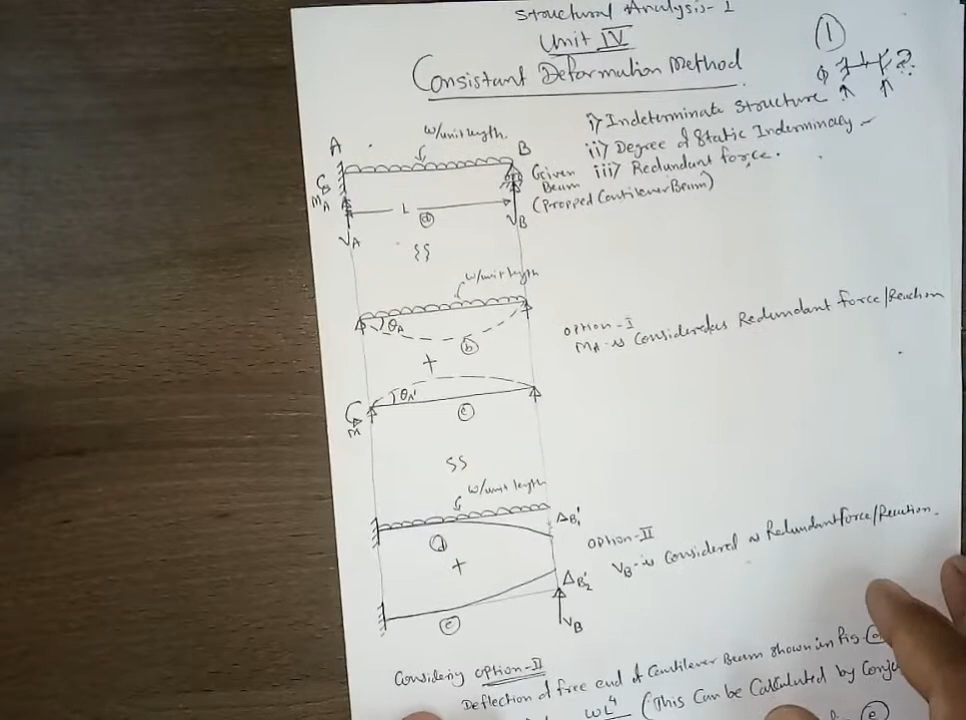 Structural Analysis-I
Unit IV
Consistant Deformation Method
1
i) Indeterminate Structure
ii) Degree of Static Inderminacy
iii) Redundant force.
w/unit length.
A
B
Given Beam
(Propped Cantilever Beam)
MA
L
a
VA
VB
w/unit length
θA
b
+
Option-I
MA is Considered as Redundant force/Reaction
θA'
M
c
w/unit length
d
ΔB1'
Option-II
VB is Considered as Redundant force/Reaction.
+
ΔB2'
e
VB
Considering Option-II
Deflection of free end of Cantilever Beam shown in Fig.
wL4 (This Can be Calculated by Conju
e